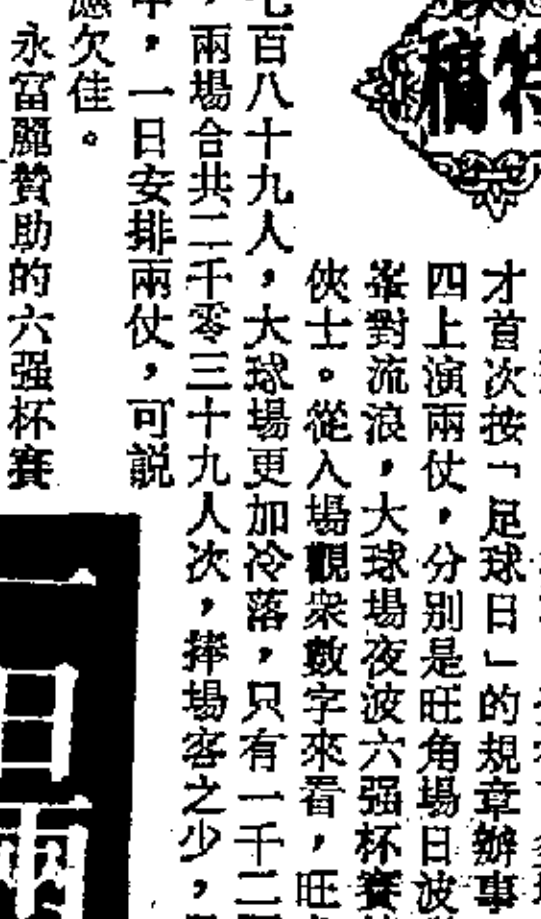 特稿
才首次按「足球日」的規章辦事
四上演兩仗，分別是旺角場日波
對流浪，大球場夜波六强杯賽
俠士。從入場觀衆數字來看，旺
七百八十九人，大球場更加冷落，只有一千二
，兩場合共二千零三十九人次，捧場客之少，
中，一日安排兩仗，可説
應欠佳。
永富麗贊助的六强杯賽
一日兩